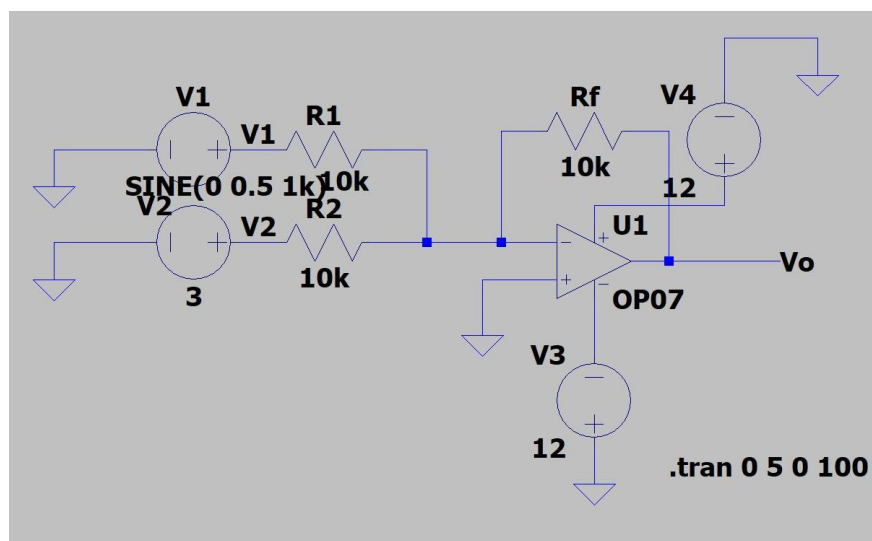 V1
V1
R1
SINE(0 0.5 1k)
10k
V2
V2
R2
3
10k
Rf
10k
V4
12
U1
OP07
Vo
V3
12
.tran 0 5 0 100